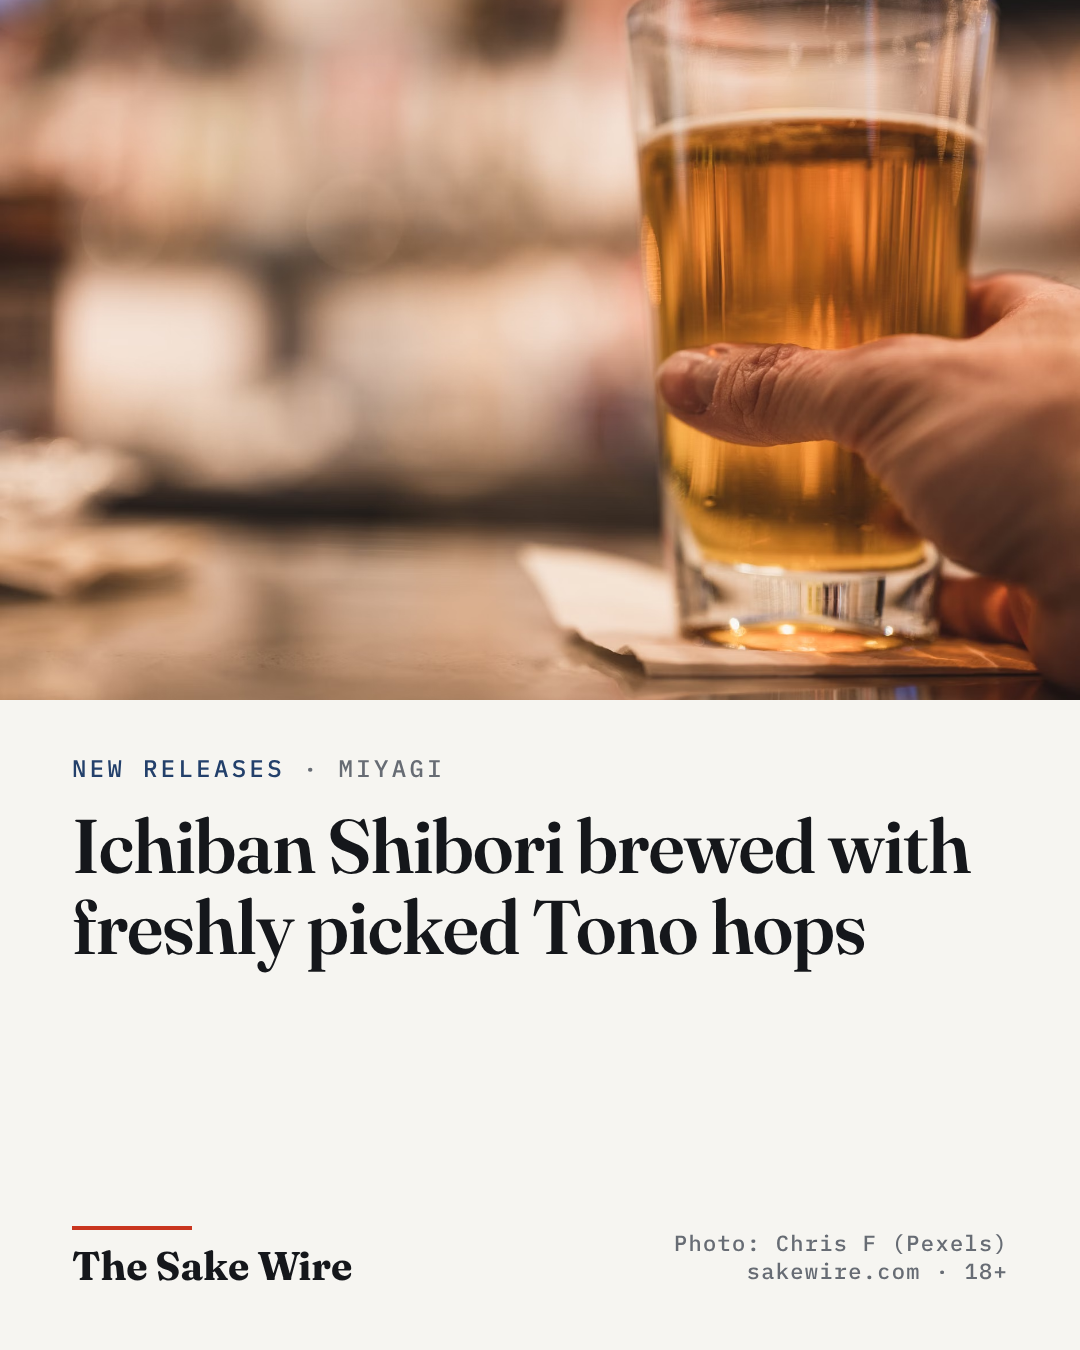 NEW RELEASES · MIYAGI
Ichiban Shibori brewed with
freshly picked Tono hops
The Sake Wire
Photo: Chris F (Pexels)
sakewire.com · 18+